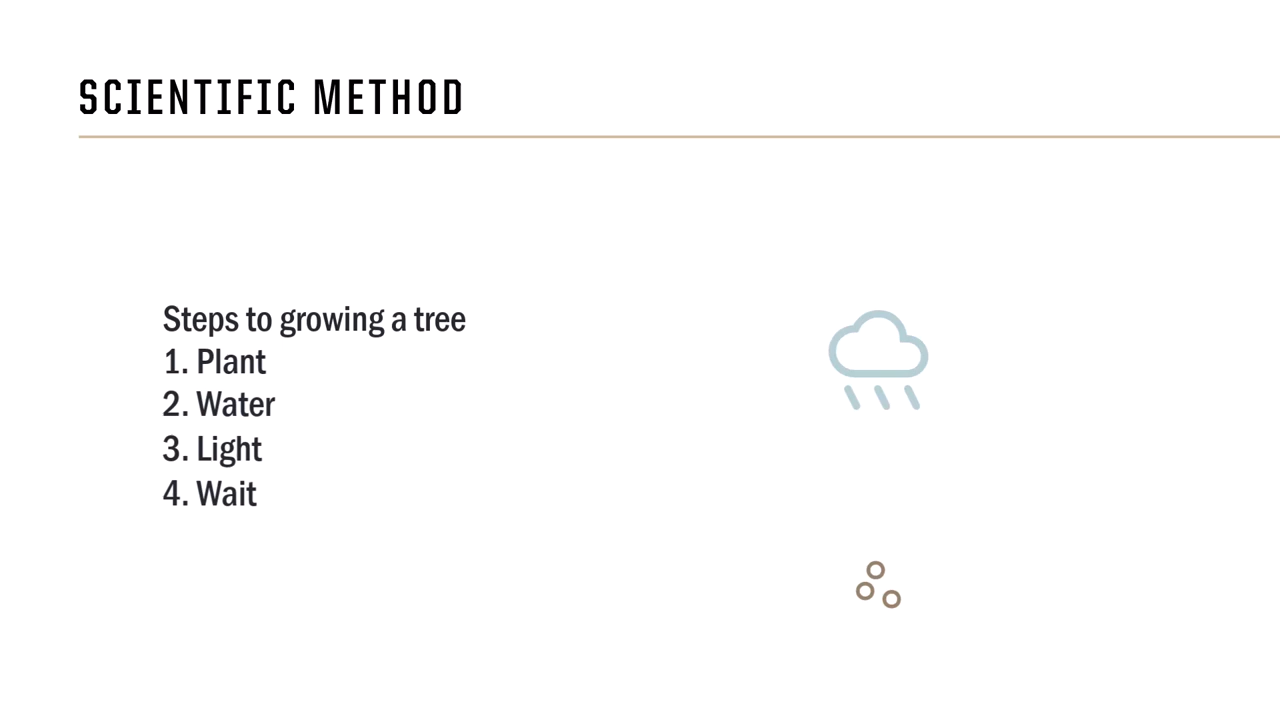 SCIENTIFIC METHOD
Steps to growing a tree
1. Plant
2. Water
3. Light
4. Wait